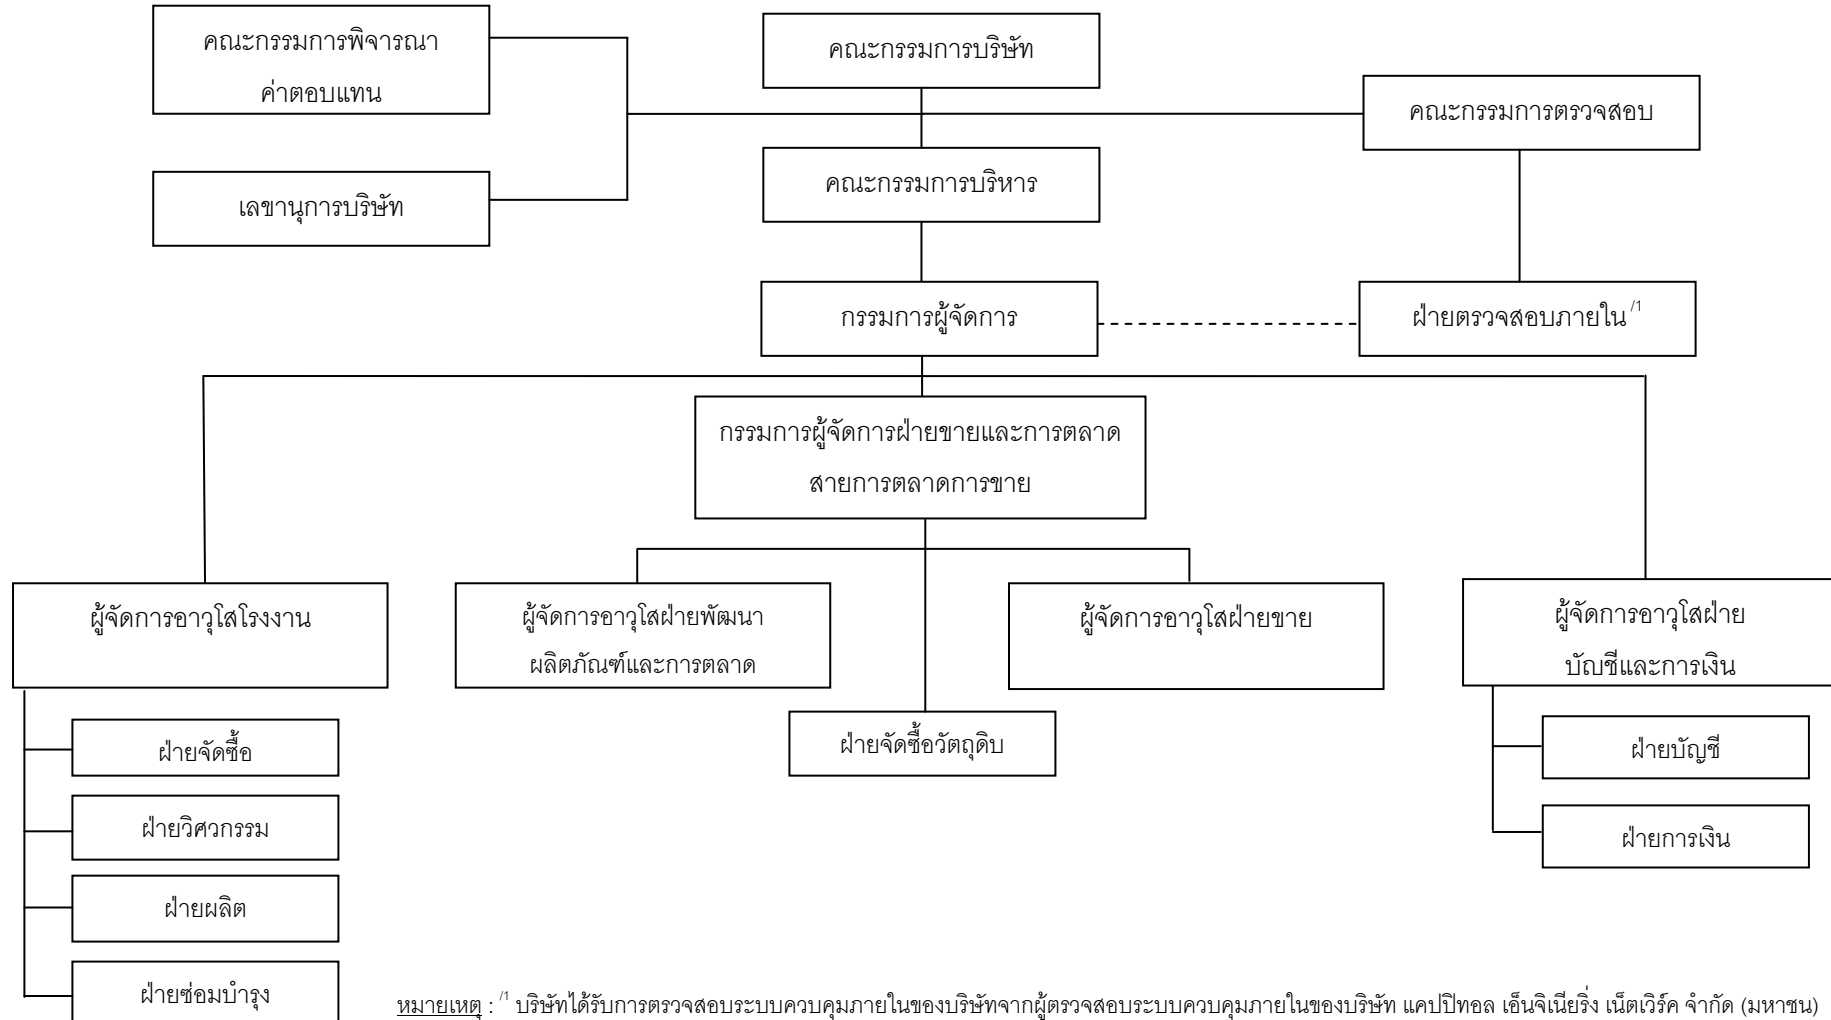 คณะกรรมการพิจารณา
ค่าตอบแทน
คณะกรรมการบริษัท
คณะกรรมการตรวจสอบ
เลขานุการบริษัท
คณะกรรมการบริหาร
กรรมการผู้จัดการ
ฝ่ายตรวจสอบภายใน /1
กรรมการผู้จัดการฝ่ายขายและการตลาด
สายการตลาดการขาย
ผู้จัดการอาวุโสโรงงาน
ผู้จัดการอาวุโสฝ่ายพัฒนา
ผลิตภัณฑ์และการตลาด
ผู้จัดการอาวุโสฝ่ายขาย
ผู้จัดการอาวุโสฝ่าย
บัญชีและการเงิน
ฝ่ายจัดซื้อ
ฝ่ายวิศวกรรม
ฝ่ายผลิต
ฝ่ายซ่อมบำรุง
ฝ่ายจัดซื้อวัตถุดิบ
ฝ่ายบัญชี
ฝ่ายการเงิน
หมายเหตุ : /1 บริษัทได้รับการตรวจสอบระบบควบคุมภายในของบริษัทจากผู้ตรวจสอบระบบควบคุมภายในของบริษัท แคปปิทอล เอ็นจิเนียริ่ง เน็ตเวิร์ค จำกัด (มหาชน)